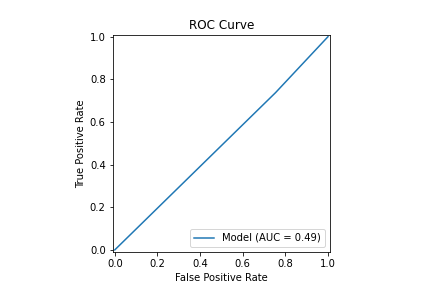 ROC Curve
1.0
0.8
0.6
0.4
0.2
0.0
True Positive Rate
Model (AUC = 0.49)
0.0 0.2 0.4 0.6 0.8 1.0
False Positive Rate